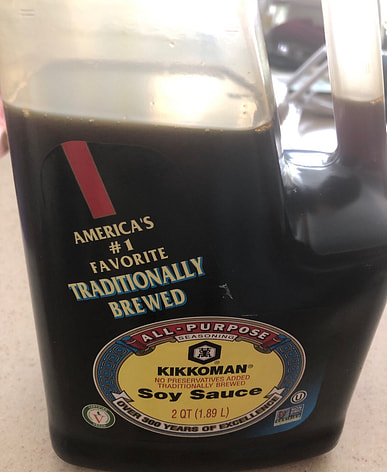 AMERICA'S
#1
FAVORITE
TRADITIONALLY
BREWED
ALL-PURPOSE
SEASONING
KIKKOMAN®
NO PRESERVATIVES ADDED
TRADITIONALLY BREWED
Soy Sauce
2 QT (1.89 L)
OVER 300 YEARS OF EXCELLENCE